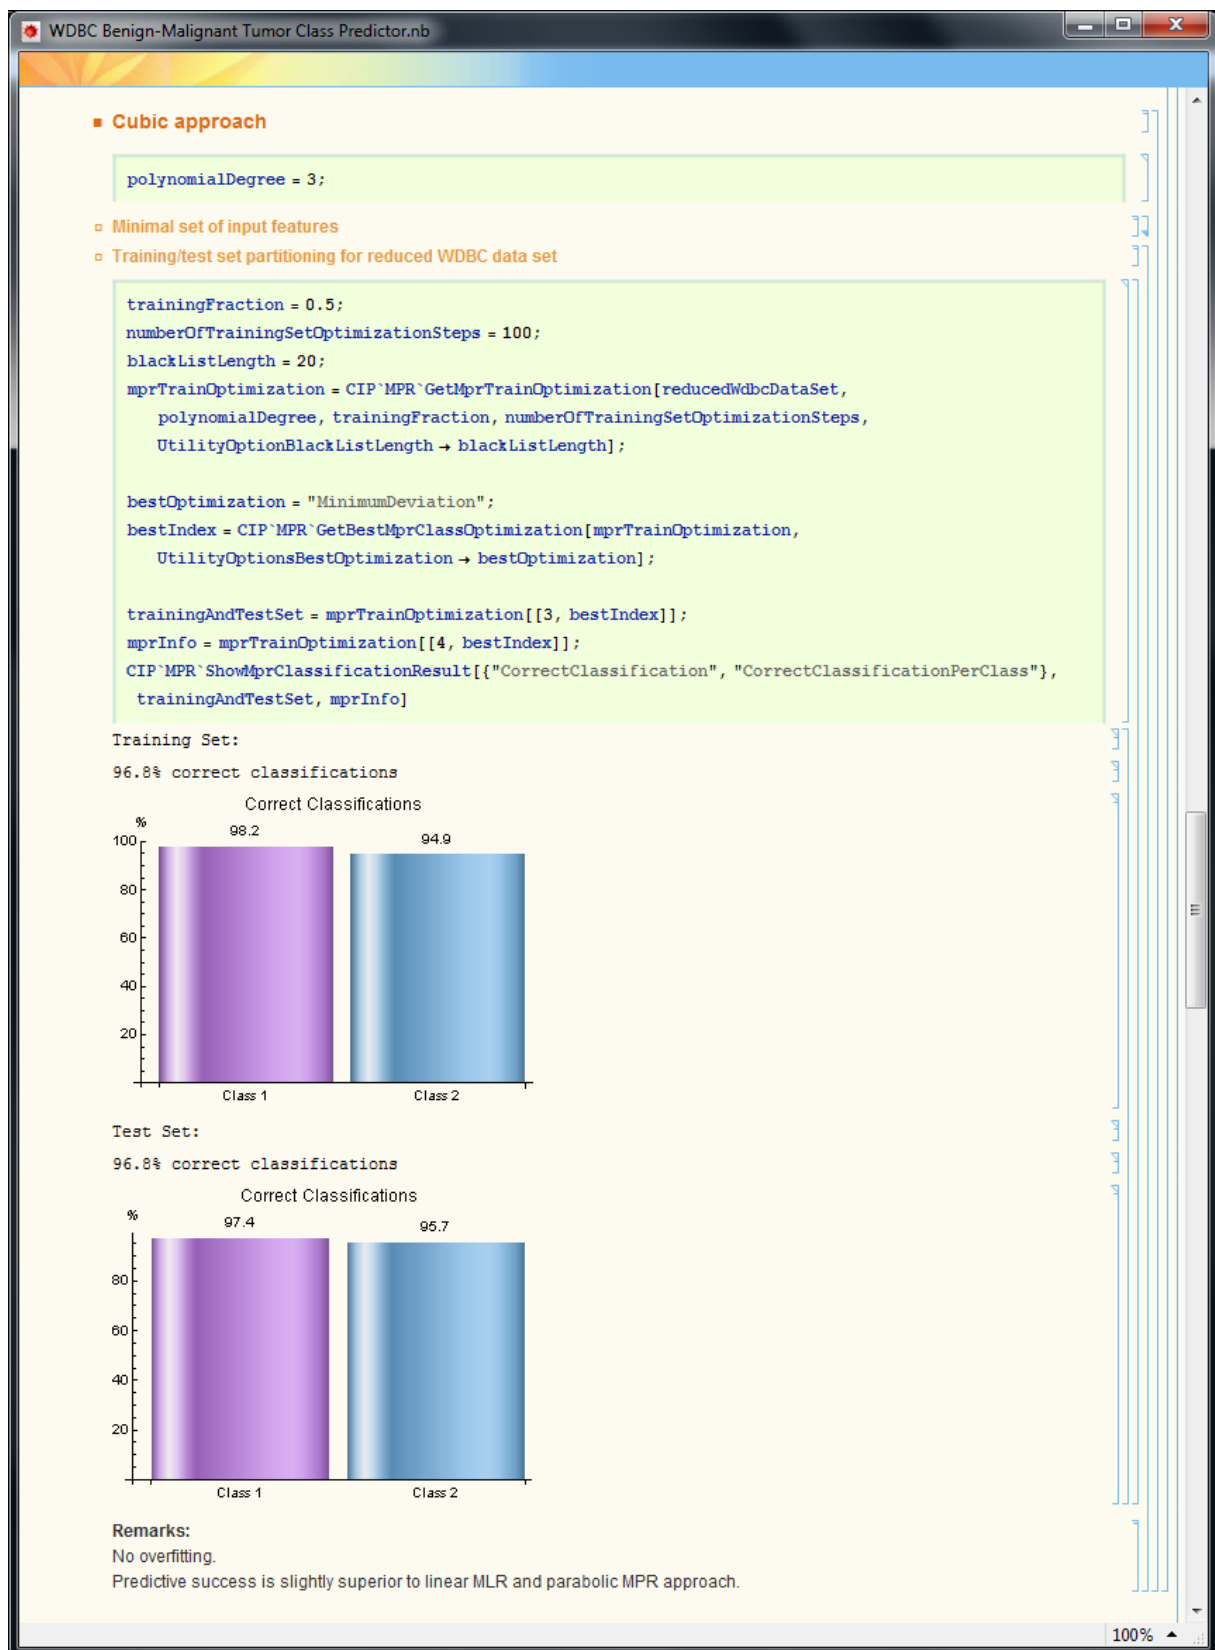 WDBC Benign-Malignant Tumor Class Predictor.nb
Cubic approach
polynomialDegree = 3;
Minimal set of input features
Training/test set partitioning for reduced WDBC data set
trainingFraction = 0.5;
numberOfTrainingSetOptimizationSteps = 100;
blackListLength = 20;
mprTrainOptimization = CIP`MPR`GetMprTrainOptimization[reducedWdbcDataSet,
polynomialDegree, trainingFraction, numberOfTrainingSetOptimizationSteps,
UtilityOptionBlackListLength → blackListLength];
bestOptimization = "MinimumDeviation";
bestIndex = CIP`MPR`GetBestMprClassOptimization[mprTrainOptimization,
UtilityOptionsBestOptimization → bestOptimization];
trainingAndTestSet = mprTrainOptimization[[3, bestIndex]];
mprInfo = mprTrainOptimization[[4, bestIndex]];
CIP`MPR`ShowMprClassificationResult[{"CorrectClassification", "CorrectClassificationPerClass"},
trainingAndTestSet, mprInfo]
Training Set:
96.8% correct classifications
Correct Classifications
%
98.2
94.9
100
80
60
40
20
Class 1
Class 2
Test Set:
96.8% correct classifications
Correct Classifications
%
97.4
95.7
80
60
40
20
Class 1
Class 2
Remarks:
No overfitting.
Predictive success is slightly superior to linear MLR and parabolic MPR approach.
100%